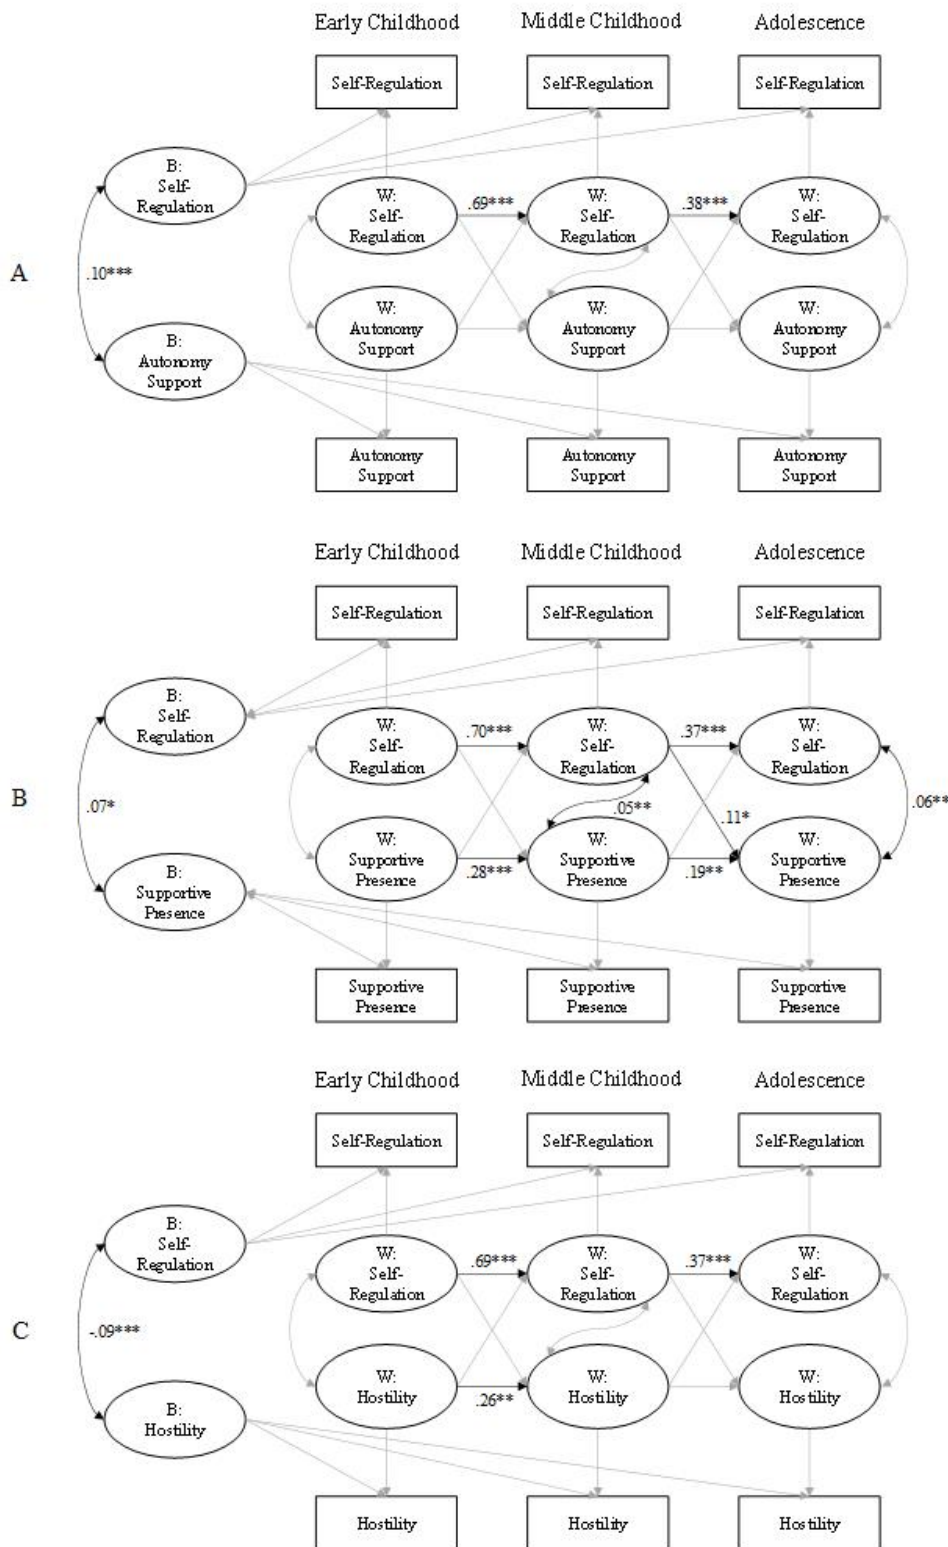 Early Childhood
Middle Childhood
Adolescence
Self-Regulation
Self-Regulation
Self-Regulation
B:
Self-
Regulation
W:
Self-
Regulation
.69***
W:
Self-
Regulation
.38***
W:
Self-
Regulation
A
.10***
B:
Autonomy
Support
W:
Autonomy
Support
W:
Autonomy
Support
W:
Autonomy
Support
Autonomy
Support
Autonomy
Support
Autonomy
Support
Early Childhood
Middle Childhood
Adolescence
Self-Regulation
Self-Regulation
Self-Regulation
B:
Self-
Regulation
W:
Self-
Regulation
.70***
W:
Self-
Regulation
.37***
W:
Self-
Regulation
B
.07*
.05**
.11*
.06**
B:
Supportive
Presence
W:
Supportive
Presence
.28***
W:
Supportive
Presence
.19**
W:
Supportive
Presence
Supportive
Presence
Supportive
Presence
Supportive
Presence
Early Childhood
Middle Childhood
Adolescence
Self-Regulation
Self-Regulation
Self-Regulation
B:
Self-
Regulation
W:
Self-
Regulation
.69***
W:
Self-
Regulation
.37***
W:
Self-
Regulation
C
-.09***
B:
Hostility
W:
Hostility
.26**
W:
Hostility
W:
Hostility
Hostility
Hostility
Hostility